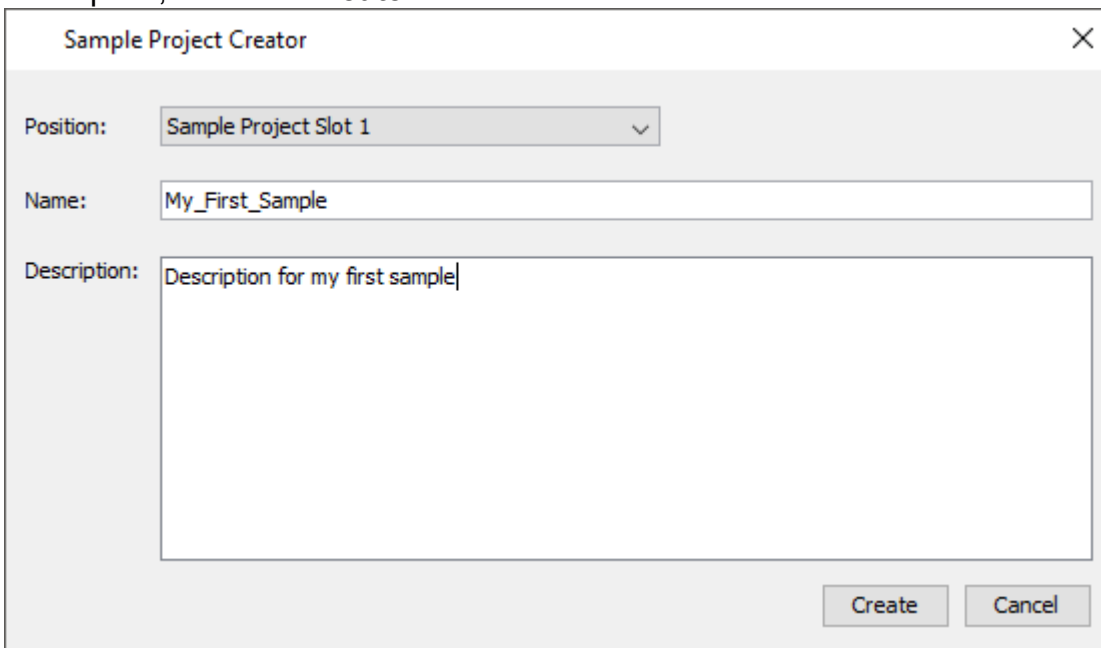 Sample Project Creator
Position: Sample Project Slot 1
Name: My_First_Sample
Description: Description for my first sample
Create Cancel